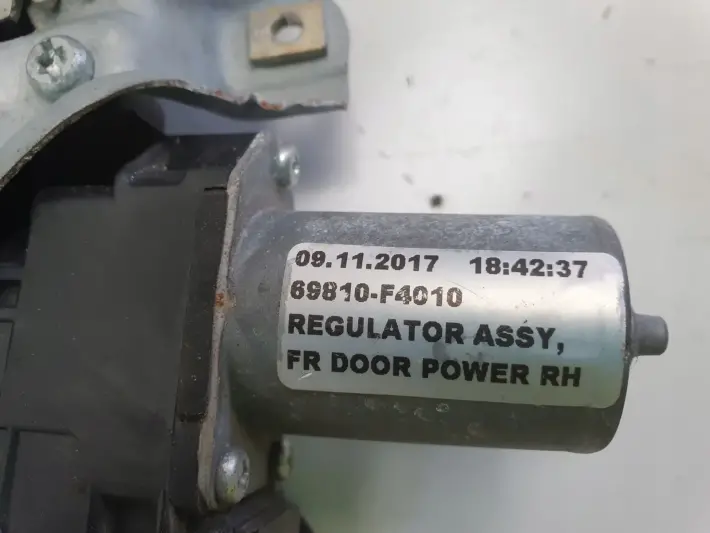 09.11.2017 18:42:37
69810-F4010
REGULATOR ASSY,
FR DOOR POWER RH